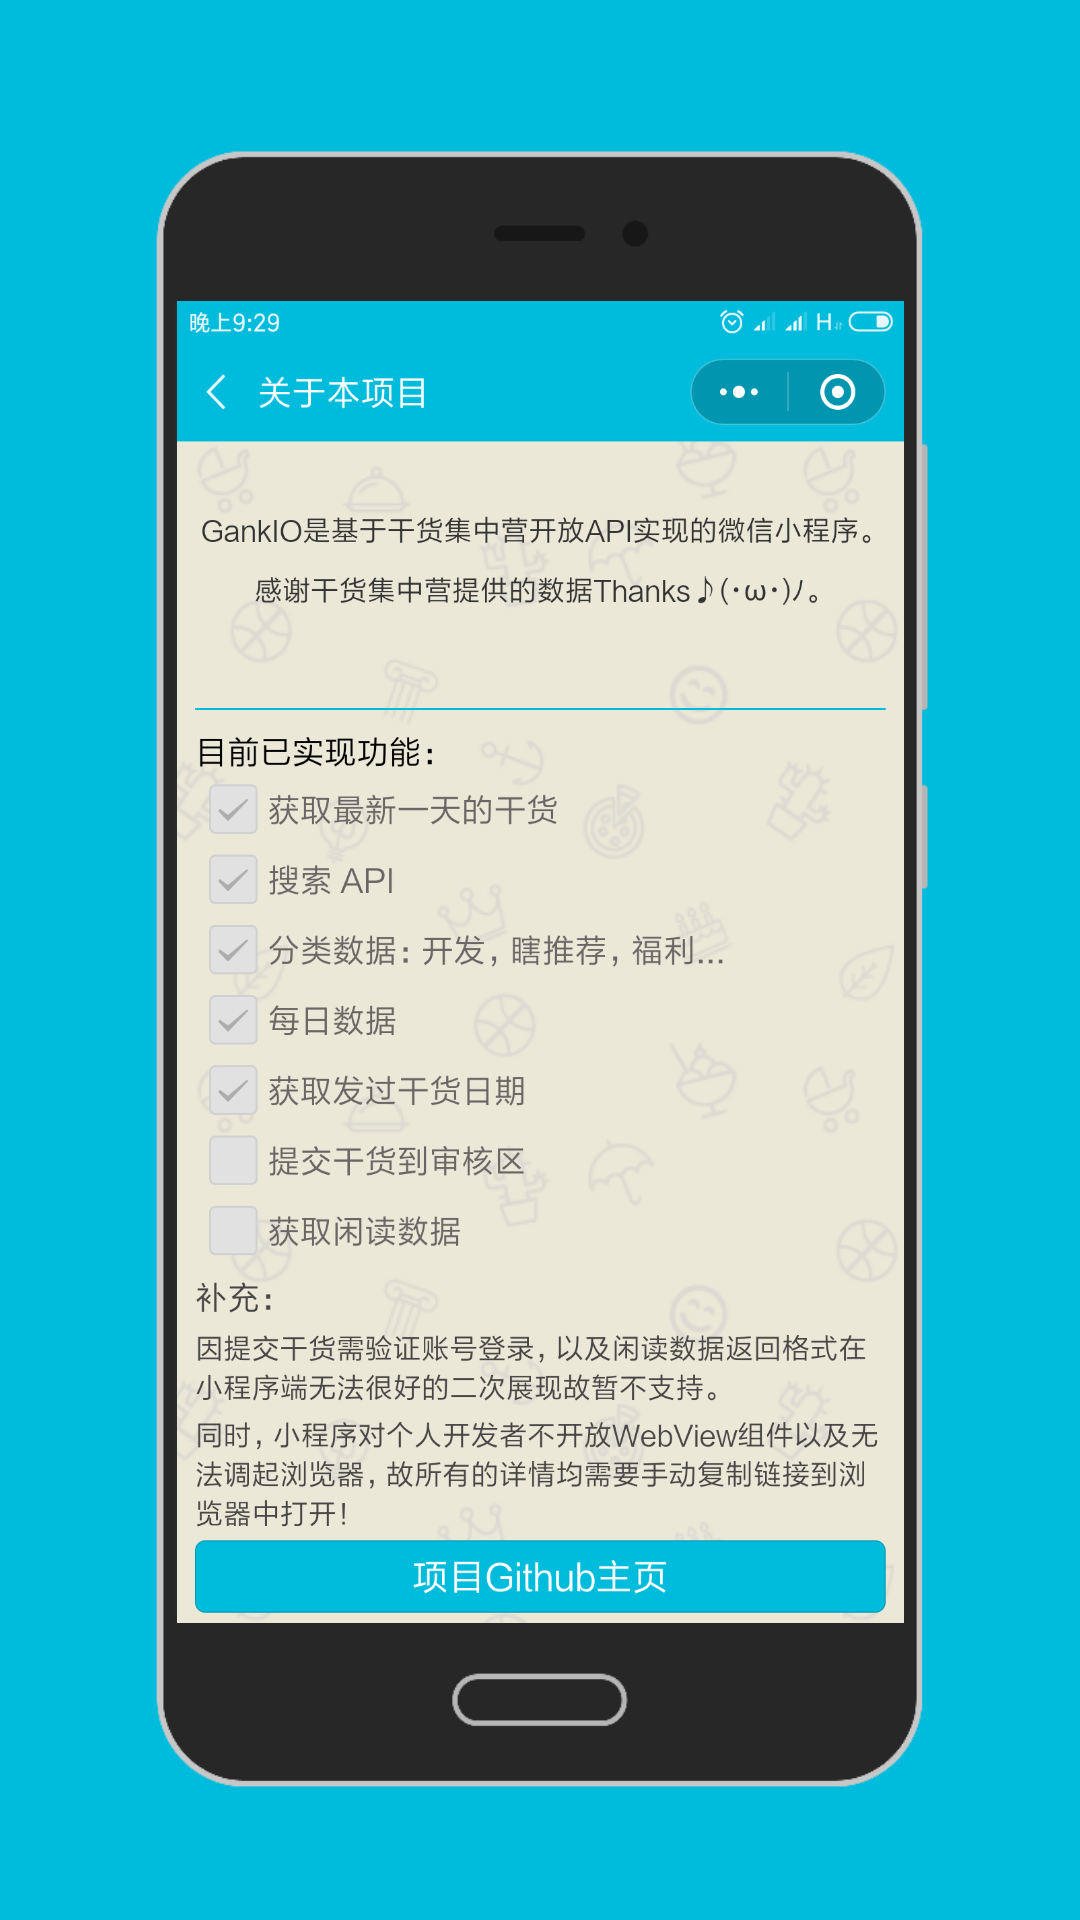 晚上9:29
H
关于本项目
GankIO是基于干货集中营开放API实现的微信小程序。
感谢干货集中营提供的数据Thanks♪(･ω･)ﾉ。
目前已实现功能：
获取最新一天的干货
搜索 API
分类数据：开发，瞎推荐，福利...
每日数据
获取发过干货日期
提交干货到审核区
获取闲读数据
补充：
因提交干货需验证账号登录，以及闲读数据返回格式在
小程序端无法很好的二次展现故暂不支持。
同时，小程序对个人开发者不开放WebView组件以及无
法调起浏览器，故所有的详情均需要手动复制链接到浏
览器中打开！
项目Github主页